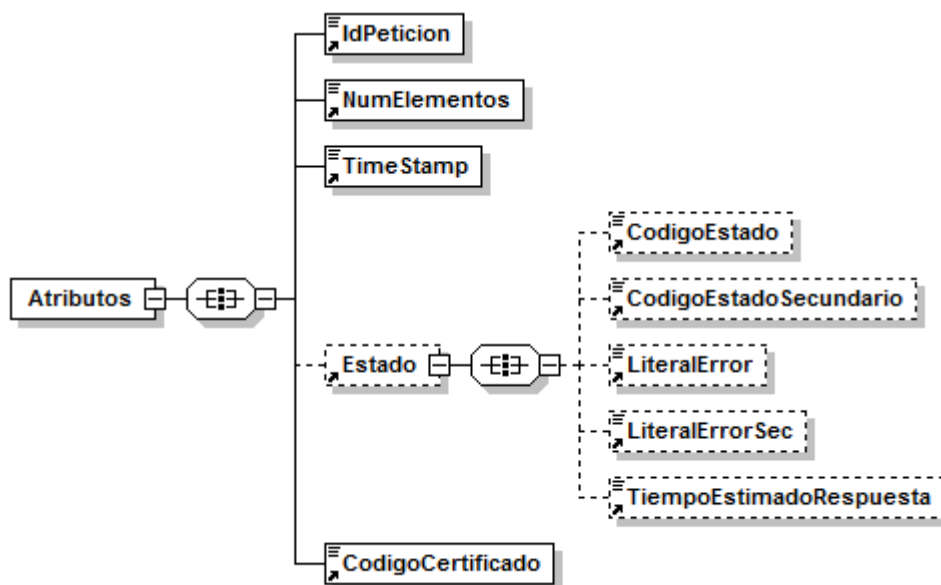 IdPeticion
NumElementos
TimeStamp
CodigoEstado
CodigoEstadoSecundario
Atributos
LiteralError
Estado
LiteralErrorSec
TiempoEstimadoRespuesta
CodigoCertificado